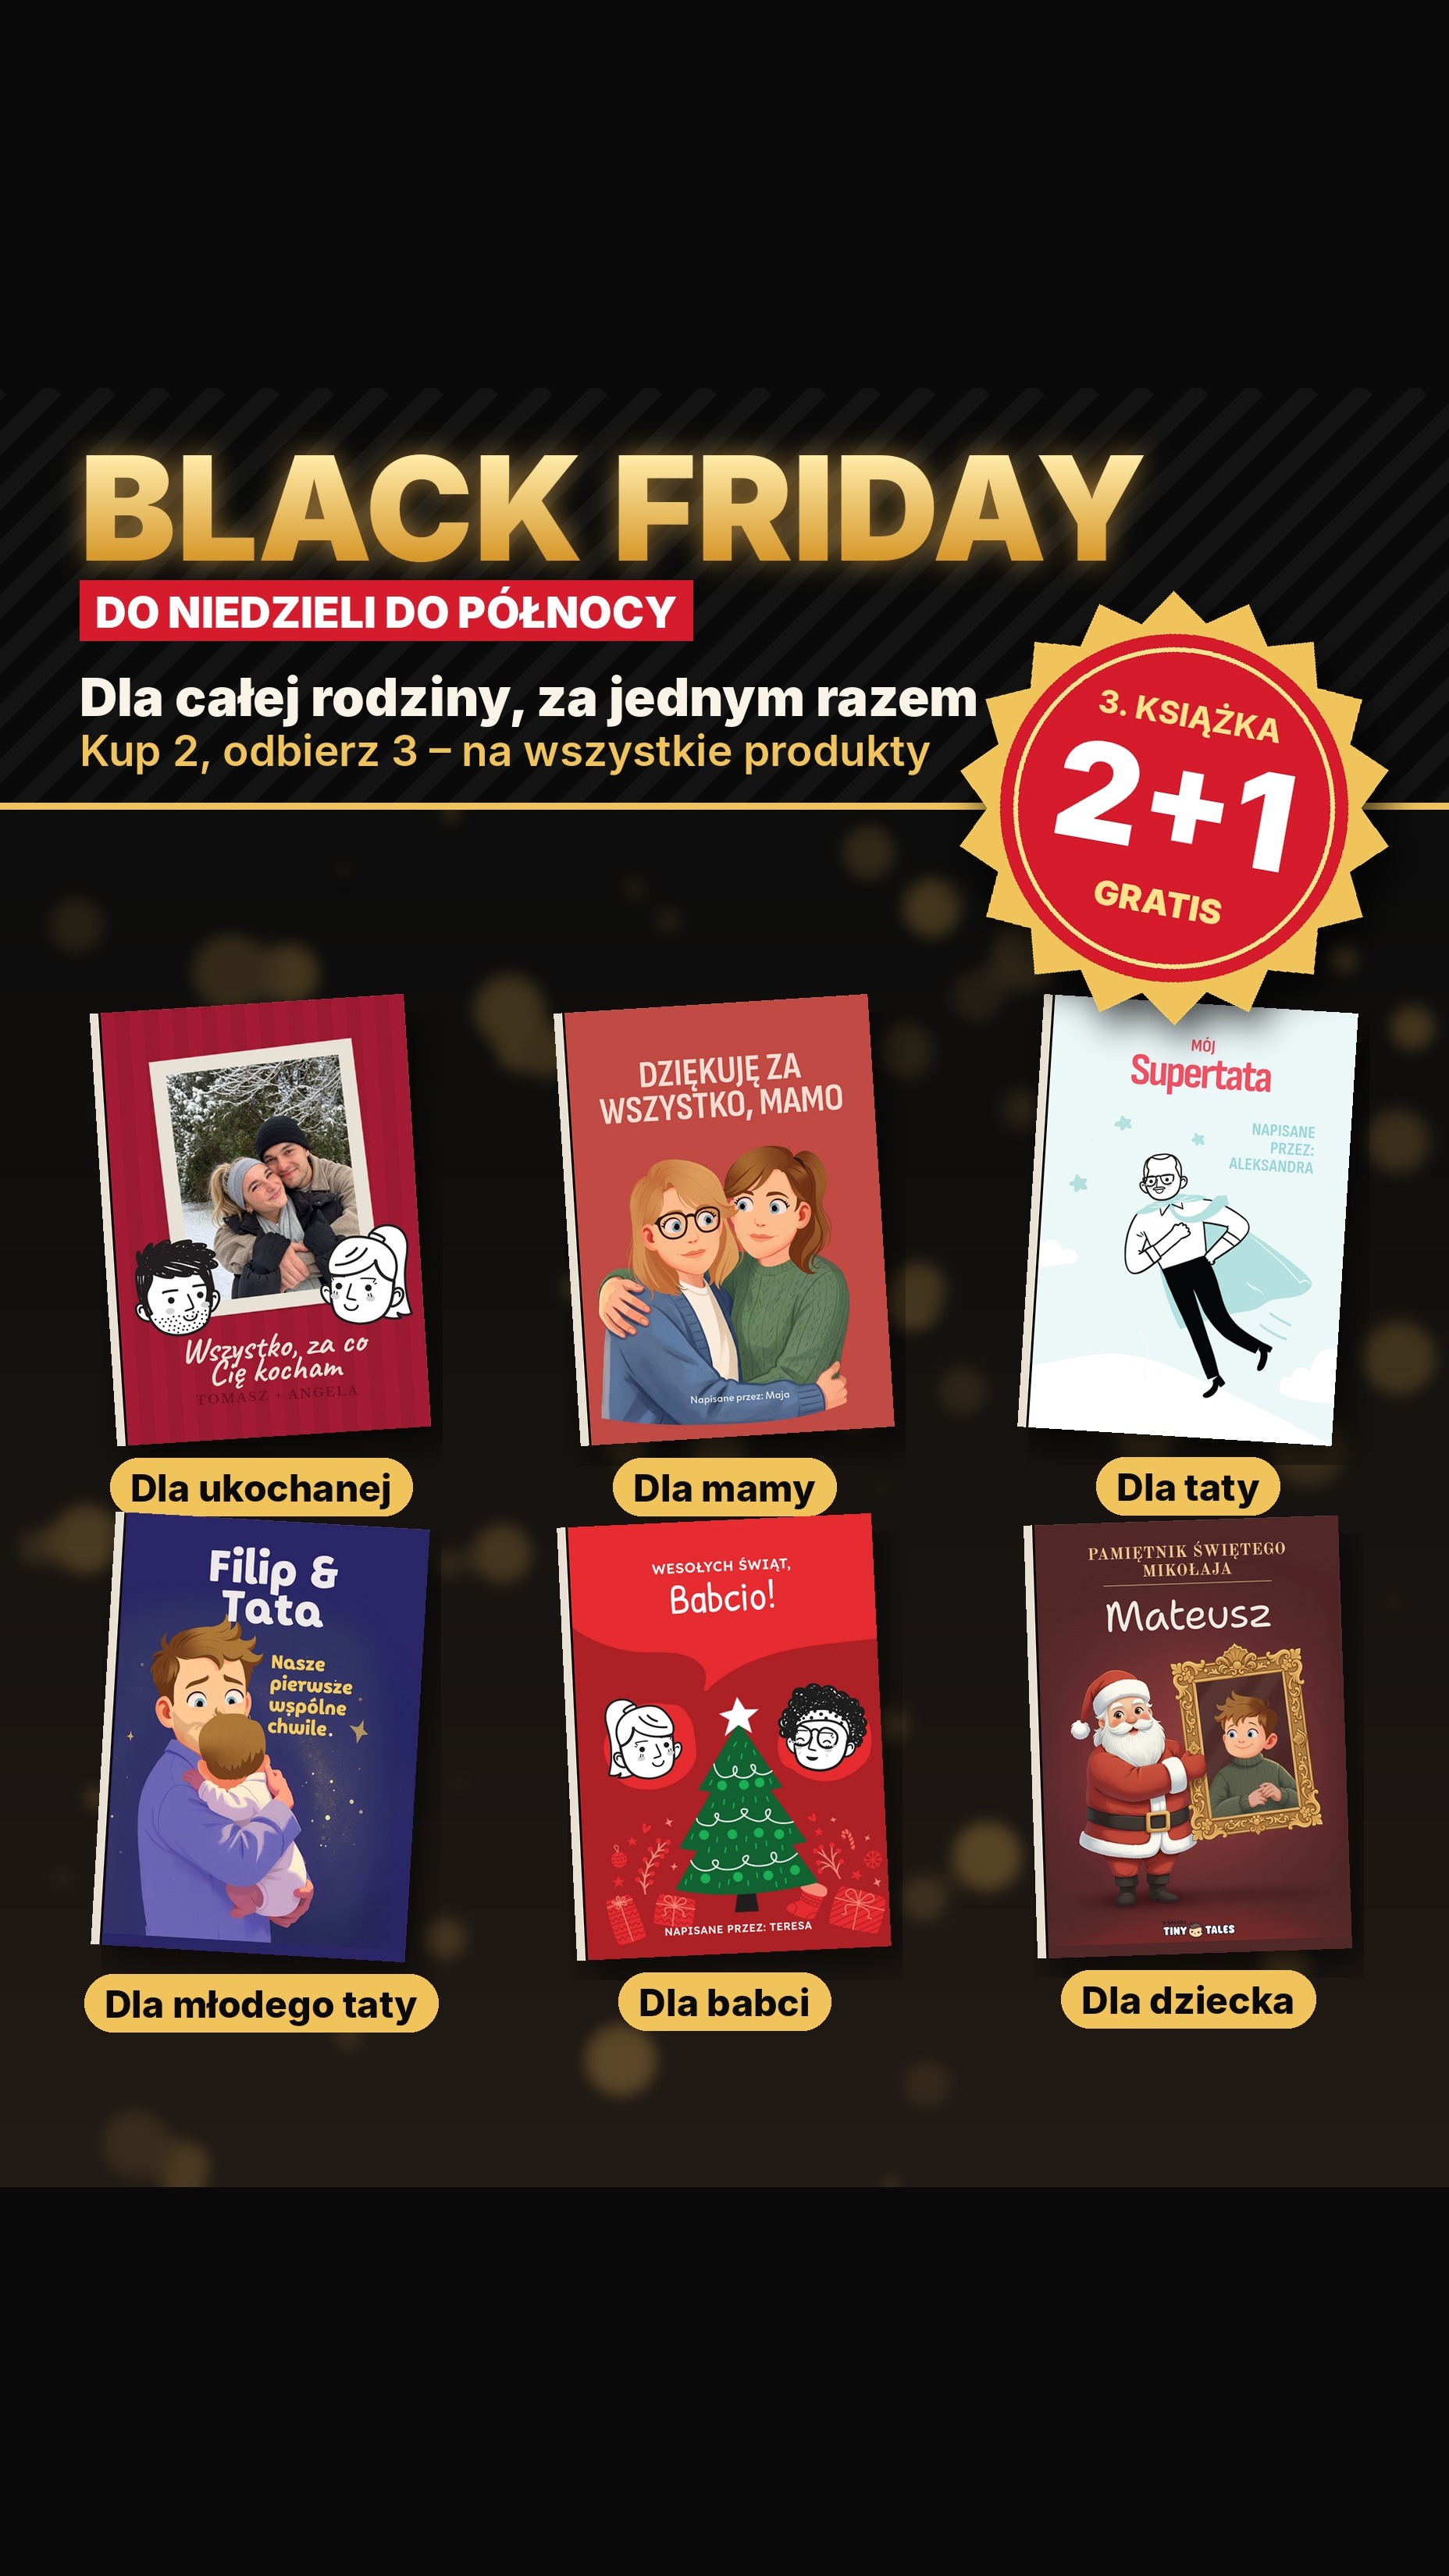 BLACK FRIDAY
DO NIEDZIELI DO PÓŁNOCY
Dla całej rodziny, za jednym razem
Kup 2, odbierz 3 – na wszystkie produkty
3. KSIĄŻKA
2+1
GRATIS
Wszystko, za co
Cię kocham
TOMASZ + ANGELA
Dla ukochanej
DZIĘKUJĘ ZA
WSZYSTKO, MAMO
Napisane przez: Maja
Dla mamy
MÓJ
Supertata
NAPISANE
PRZEZ:
ALEKSANDRA
Dla taty
Filip &
Tata
Nasze
pierwsze
wspólne
chwile.
Dla młodego taty
WESOŁYCH ŚWIĄT,
Babcio!
NAPISANE PRZEZ: TERESA
Dla babci
PAMIĘTNIK ŚWIĘTEGO
MIKOŁAJA
Mateusz
TINY TALES
Dla dziecka